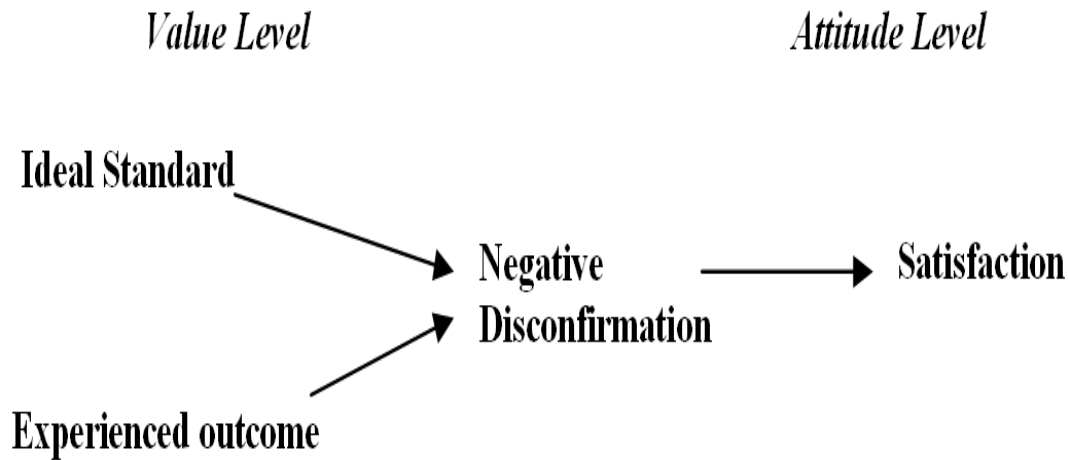 Value Level
Attitude Level
Ideal Standard
Negative
Disconfirmation
Satisfaction
Experienced outcome